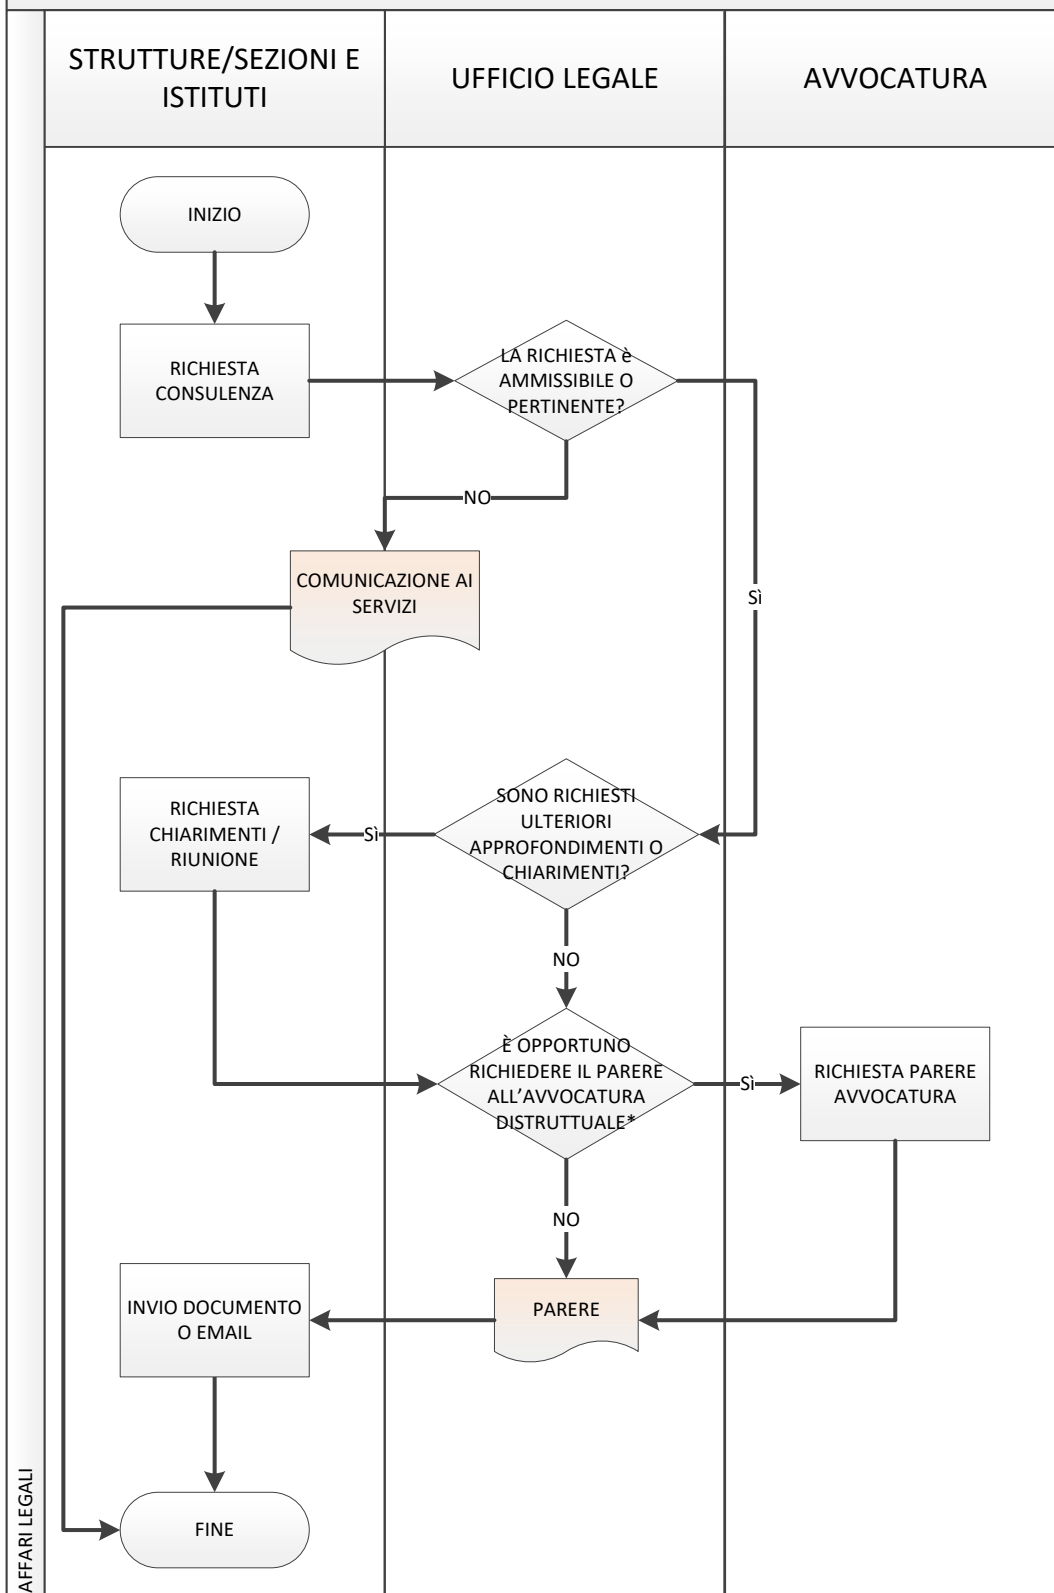 STRUTTURE/SEZIONI E
ISTITUTI
UFFICIO LEGALE
AVVOCATURA
INIZIO
RICHIESTA
CONSULENZA
LA RICHIESTA è
AMMISSIBILE O
PERTINENTE?
NO
COMUNICAZIONE AI
SERVIZI
Sì
SONO RICHIESTI
ULTERIORI
APPROFONDIMENTI O
CHIARIMENTI?
Sì
RICHIESTA
CHIARIMENTI /
RIUNIONE
NO
È OPPORTUNO
RICHIEDERE IL PARERE
ALL’AVVOCATURA
DISTRUTTUALE*
Sì
RICHIESTA PARERE
AVVOCATURA
NO
PARERE
INVIO DOCUMENTO
O EMAIL
FINE
AFFARI LEGALI